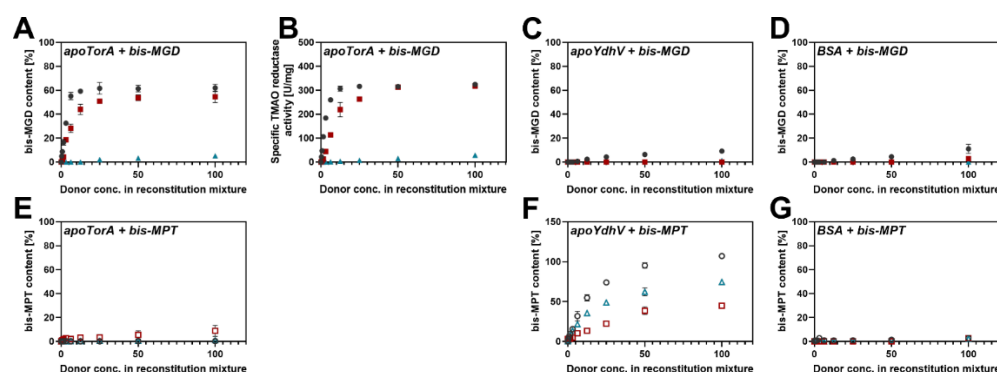 A
apoTorA + bis-MGD
bis-MGD content [%]
100
80
60
40
20
0
0 50 100
Donor conc. in reconstitution mixture
B
apoTorA + bis-MGD
Specific TMAO reductase
activity [U/mg]
500
400
300
200
100
0
0 50 100
Donor conc. in reconstitution mixture
C
apoYdhV + bis-MGD
bis-MGD content [%]
100
80
60
40
20
0
0 50 100
Donor conc. in reconstitution mixture
D
BSA + bis-MGD
bis-MGD content [%]
100
80
60
40
20
0
0 50 100
Donor conc. in reconstitution mixture
E
apoTorA + bis-MPT
bis-MPT content [%]
100
80
60
40
20
0
0 50 100
Donor conc. in reconstitution mixture
F
apoYdhV + bis-MPT
bis-MPT content [%]
150
100
50
0
0 50 100
Donor conc. in reconstitution mixture
G
BSA + bis-MPT
bis-MPT content [%]
100
80
60
40
20
0
0 50 100
Donor conc. in reconstitution mixture